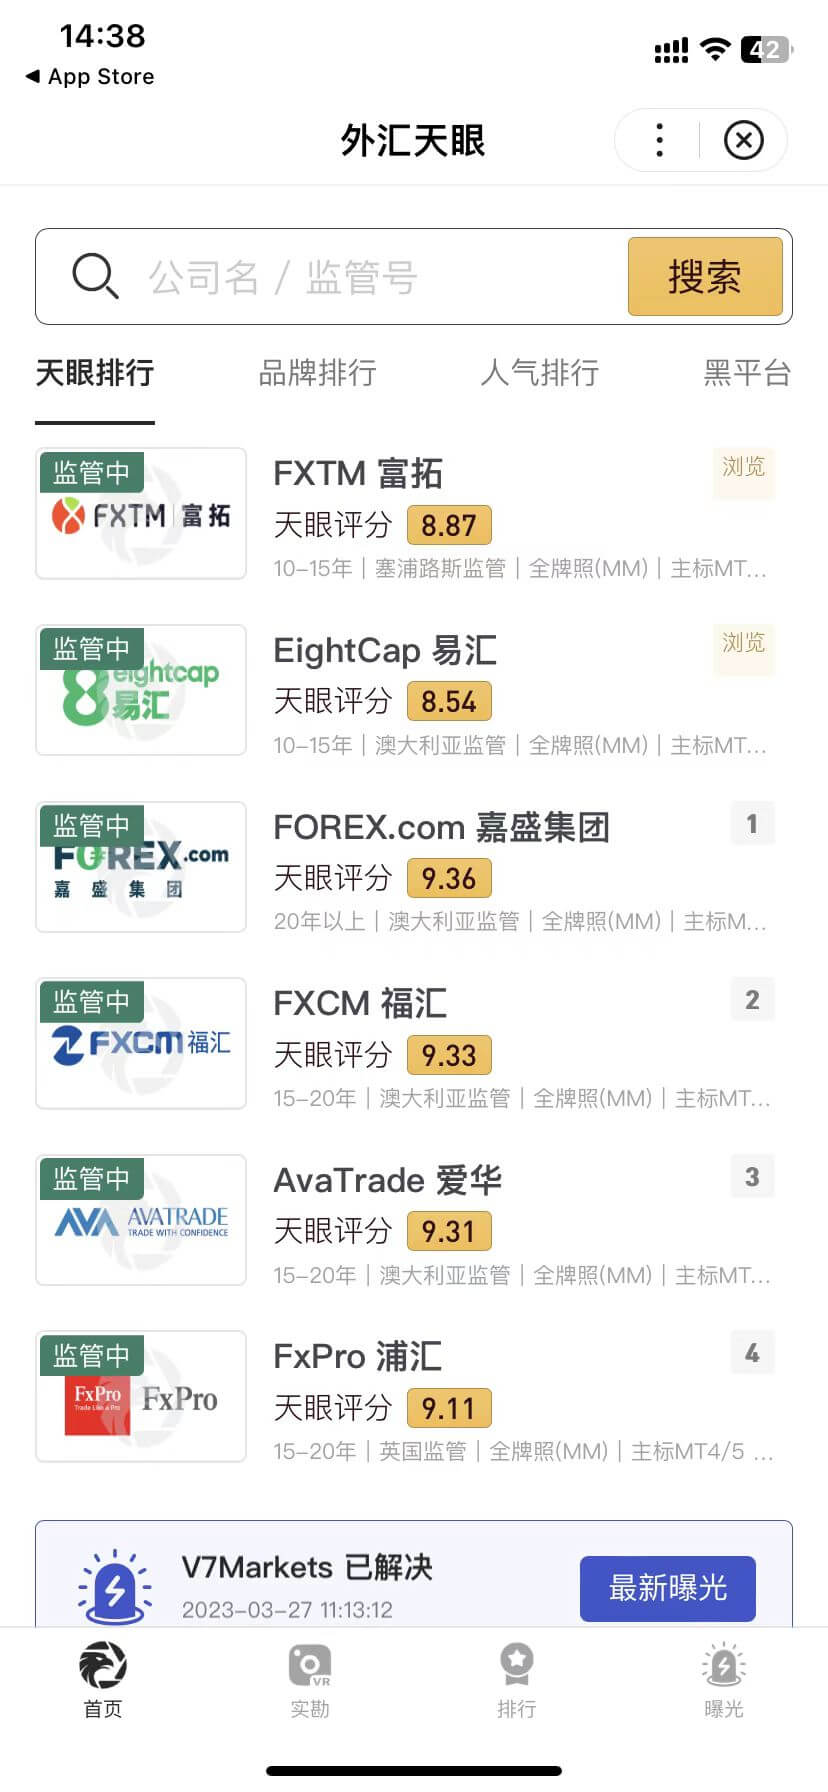 14:38
42
App Store
外汇天眼
公司名 / 监管号
搜索
天眼排行
品牌排行
人气排行
黑平台
监管中
FXTM 富拓
FXTM 富拓
浏览
天眼评分 8.87
10-15年 | 塞浦路斯监管 | 全牌照(MM) | 主标MT...
监管中
eightcap
易汇
EightCap 易汇
浏览
天眼评分 8.54
10-15年 | 澳大利亚监管 | 全牌照(MM) | 主标MT...
监管中
FOREX.com
嘉盛集团
FOREX.com 嘉盛集团
1
天眼评分 9.36
20年以上 | 澳大利亚监管 | 全牌照(MM) | 主标M...
监管中
FXCM 福汇
FXCM 福汇
2
天眼评分 9.33
15-20年 | 澳大利亚监管 | 全牌照(MM) | 主标MT...
监管中
AVATRADE
TRADE WITH CONFIDENCE
AvaTrade 爱华
3
天眼评分 9.31
15-20年 | 澳大利亚监管 | 全牌照(MM) | 主标MT...
监管中
FxPro
Trade Like a Pro
FxPro
FxPro 浦汇
4
天眼评分 9.11
15-20年 | 英国监管 | 全牌照(MM) | 主标MT4/5 ...
V7Markets 已解决
2023-03-27 11:13:12
最新曝光
首页
VR
实勘
排行
曝光